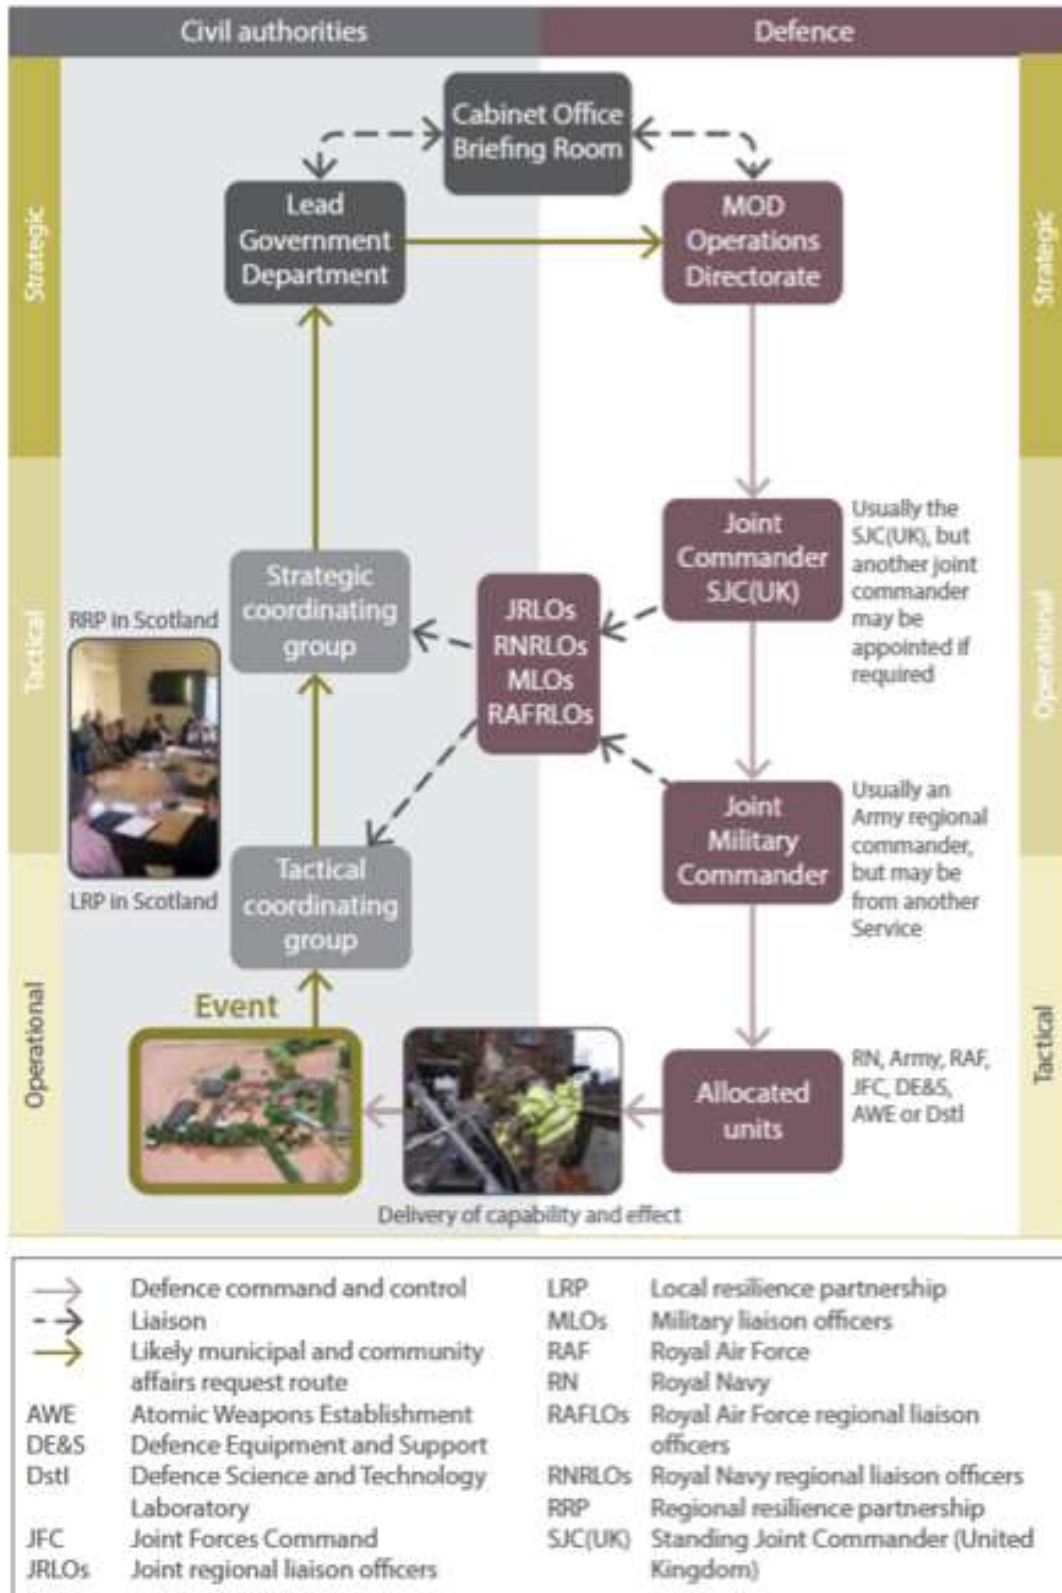 Civil authorities
Defence
Strategic
Tactical
Operational
Strategic
Operational
Tactical
Cabinet Office
Briefing Room
Lead
Government
Department
MOD
Operations
Directorate
Strategic
coordinating
group
RRP in Scotland
LRP in Scotland
JRLOs
RNRLOs
MLOs
RAFRLOs
Joint
Commander
SJC(UK)
Usually the
SJC(UK), but
another joint
commander
may be
appointed if
required
Tactical
coordinating
group
Joint
Military
Commander
Usually an
Army regional
commander,
but may be
from another
Service
Event
Allocated
units
RN, Army, RAF,
JFC, DE&S,
AWE or Dstl
Delivery of capability and effect
Defence command and control
Liaison
Likely municipal and community
affairs request route
AWE Atomic Weapons Establishment
DE&S Defence Equipment and Support
Dstl Defence Science and Technology
Laboratory
JFC Joint Forces Command
JRLOs Joint regional liaison officers
LRP Local resilience partnership
MLOs Military liaison officers
RAF Royal Air Force
RN Royal Navy
RAFLOs Royal Air Force regional liaison
officers
RNRLOs Royal Navy regional liaison officers
RRP Regional resilience partnership
SJC(UK) Standing Joint Commander (United
Kingdom)